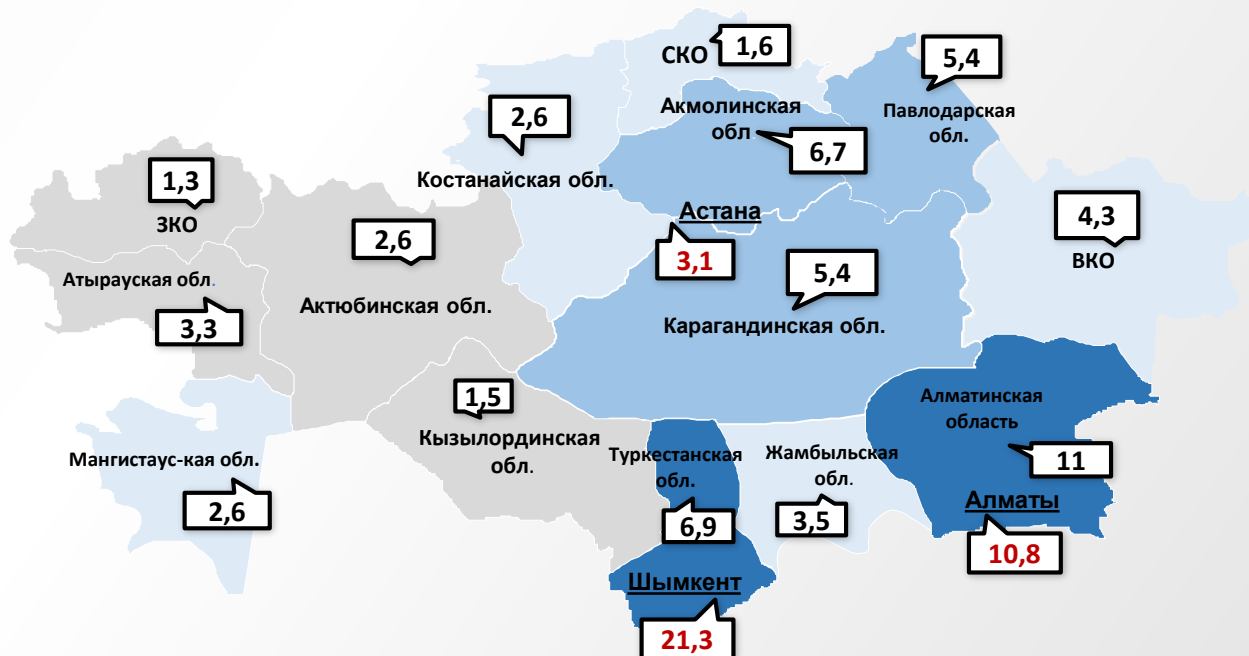 СКО
1,6
5,4
Павлодарская
обл.
Акмолинская
обл
6,7
2,6
Костанайская обл.
1,3
ЗКО
2,6
Актюбинская обл.
Атырауская обл.
3,3
Астана
3,1
5,4
Карагандинская обл.
4,3
ВКО
1,5
Кызылординская
обл.
Мангистаус-кая обл.
2,6
Туркестанская
обл.
6,9
Жамбыльская
обл.
3,5
Алматинская
область
11
Алматы
10,8
Шымкент
21,3